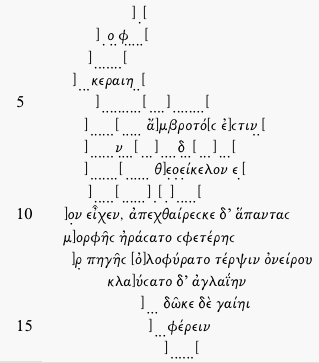 ] . [
] . ο φ ..... [
] ....... [
] ... κεραιη .. [
5 ] .......... [ .... ] ........ [
] ...... [ ..... ἄ]μβροτό[ϲ ἐ]ϲτιν . [
] ...... ν .... [ ... ] .... δ .. [ ... ] ... [
] ....... [ ...... θ]εοείκελον ε . [
] ..... [ ...... ] . [ . ] ...... [
10 ]ον εἶχεν, ἀπεχθαίρεϲκε δ’ ἅπανταϲ
μ]ορφῆϲ ἠράϲατο ϲφετέρηϲ
]ρ πηγῆϲ [ὀ]λοφύρατο τέρψιν ὀνείρου
κλα]ύϲατο δ’ ἀγλαΐην
] ... δῶκε δὲ γαίηι
15 ] ... φέρειν
] ...... [